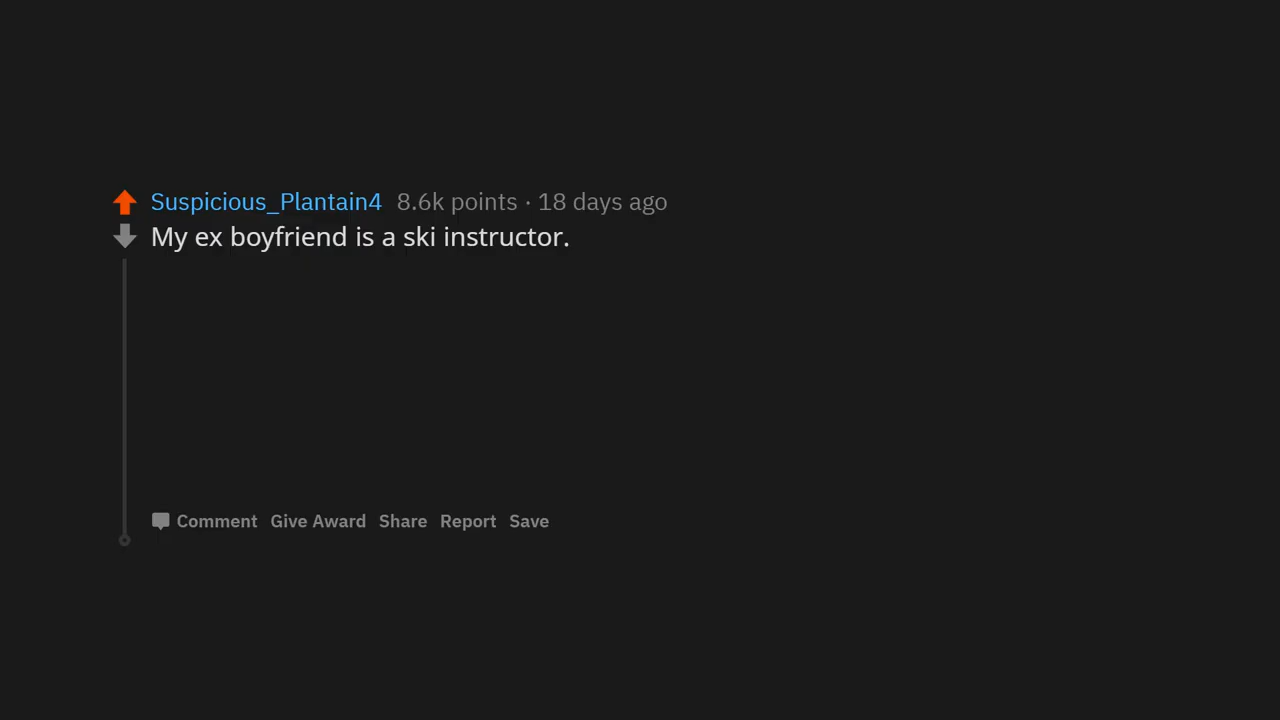 Suspicious_Plantain4 8.6k points · 18 days ago
My ex boyfriend is a ski instructor.
Comment Give Award Share Report Save